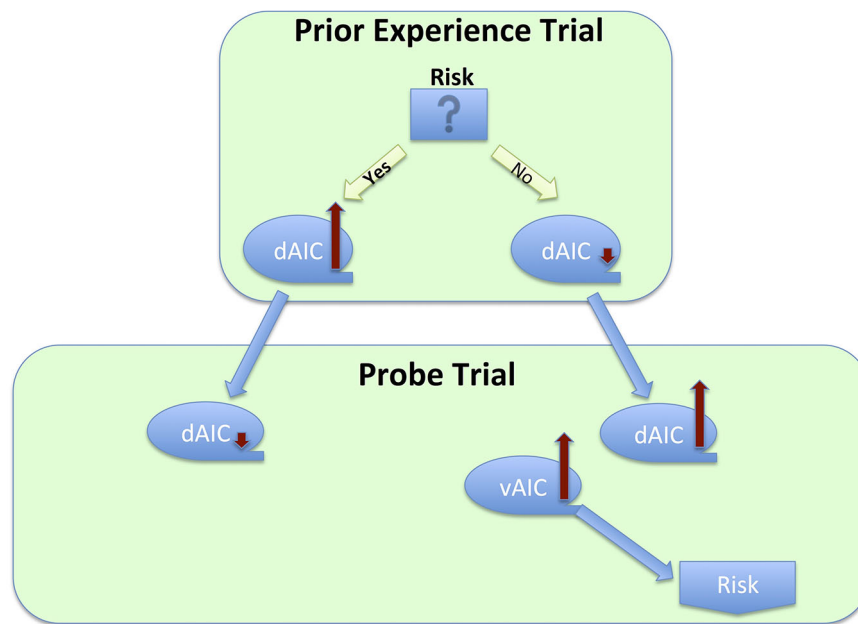 Prior Experience Trial
Risk
?
Yes
No
dAIC
dAIC
Probe Trial
dAIC
dAIC
vAIC
Risk